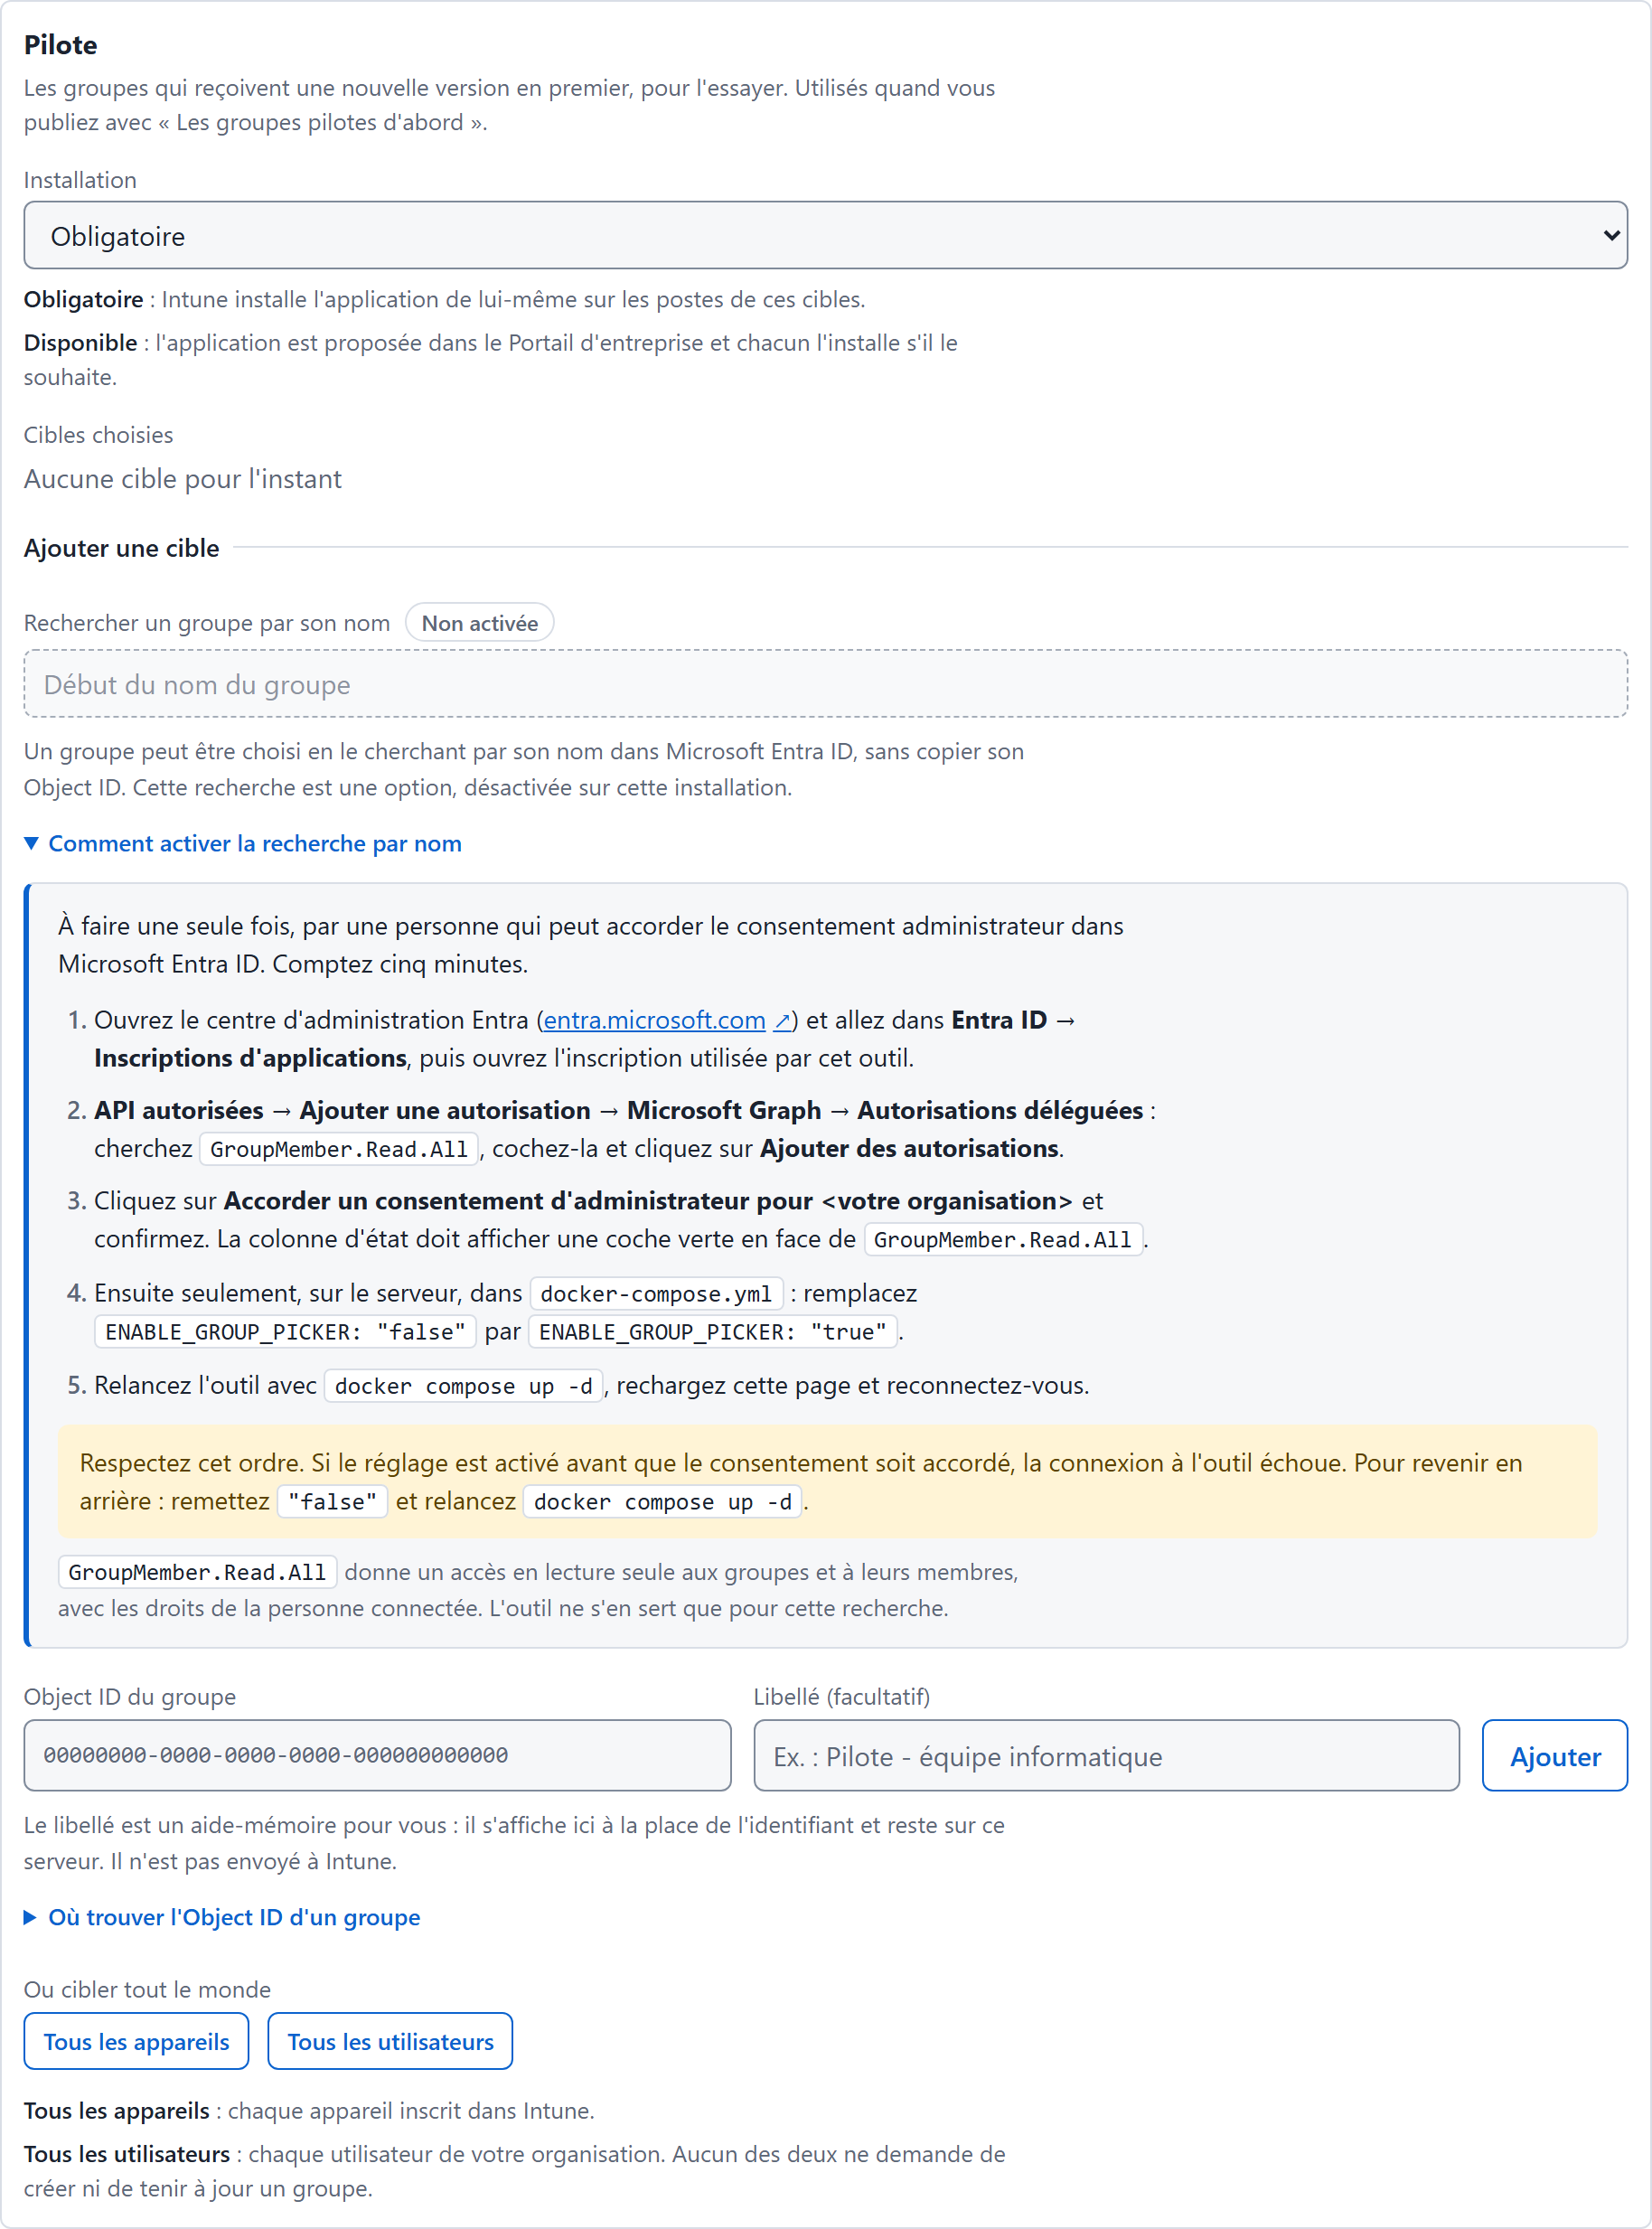 Pilote
Les groupes qui reçoivent une nouvelle version en premier, pour l'essayer. Utilisés quand vous
publiez avec « Les groupes pilotes d'abord ».
Installation
Obligatoire
Obligatoire : Intune installe l'application de lui-même sur les postes de ces cibles.
Disponible : l'application est proposée dans le Portail d'entreprise et chacun l'installe s'il le
souhaite.
Cibles choisies
Aucune cible pour l'instant
Ajouter une cible
Rechercher un groupe par son nom Non activée
Début du nom du groupe
Un groupe peut être choisi en le cherchant par son nom dans Microsoft Entra ID, sans copier son
Object ID. Cette recherche est une option, désactivée sur cette installation.
▼ Comment activer la recherche par nom
À faire une seule fois, par une personne qui peut accorder le consentement administrateur dans
Microsoft Entra ID. Comptez cinq minutes.
1. Ouvrez le centre d'administration Entra (entra.microsoft.com ↗) et allez dans Entra ID →
Inscriptions d'applications, puis ouvrez l'inscription utilisée par cet outil.
2. API autorisées → Ajouter une autorisation → Microsoft Graph → Autorisations déléguées :
cherchez GroupMember.Read.All, cochez-la et cliquez sur Ajouter des autorisations.
3. Cliquez sur Accorder un consentement d'administrateur pour <votre organisation> et
confirmez. La colonne d'état doit afficher une coche verte en face de GroupMember.Read.All.
4. Ensuite seulement, sur le serveur, dans docker-compose.yml : remplacez
ENABLE_GROUP_PICKER: "false" par ENABLE_GROUP_PICKER: "true".
5. Relancez l'outil avec docker compose up -d, rechargez cette page et reconnectez-vous.
Respectez cet ordre. Si le réglage est activé avant que le consentement soit accordé, la connexion à l'outil échoue. Pour revenir en
arrière : remettez "false" et relancez docker compose up -d.
GroupMember.Read.All donne un accès en lecture seule aux groupes et à leurs membres,
avec les droits de la personne connectée. L'outil ne s'en sert que pour cette recherche.
Object ID du groupe Libellé (facultatif)
00000000-0000-0000-0000-000000000000 Ex. : Pilote - équipe informatique Ajouter
Le libellé est un aide-mémoire pour vous : il s'affiche ici à la place de l'identifiant et reste sur ce
serveur. Il n'est pas envoyé à Intune.
▶ Où trouver l'Object ID d'un groupe
Ou cibler tout le monde
Tous les appareils Tous les utilisateurs
Tous les appareils : chaque appareil inscrit dans Intune.
Tous les utilisateurs : chaque utilisateur de votre organisation. Aucun des deux ne demande de
créer ni de tenir à jour un groupe.